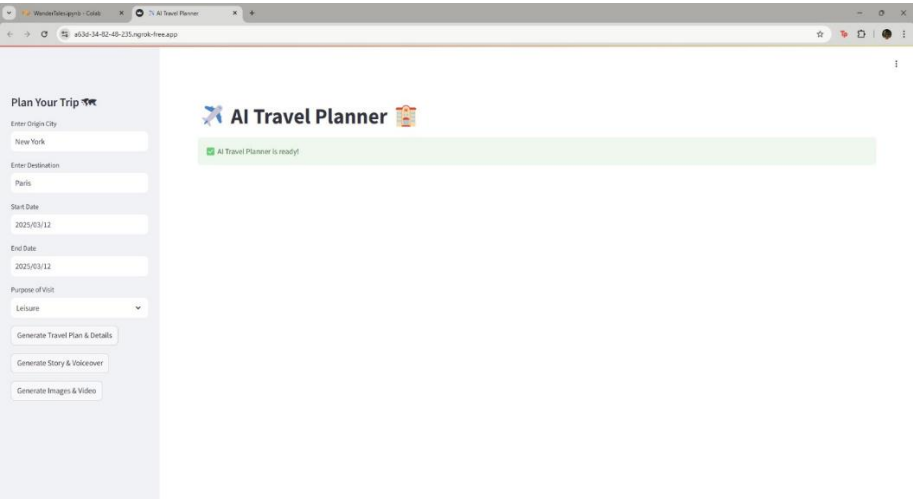 WanderTales.ipynb - Colab
AI Travel Planner
a63d-34-82-48-235.ngrok-free.app
Plan Your Trip
Enter Origin City
New York
Enter Destination
Paris
Start Date
2025/03/12
End Date
2025/03/12
Purpose of Visit
Leisure
Generate Travel Plan & Details
Generate Story & Voiceover
Generate Images & Video
AI Travel Planner
AI Travel Planner is ready!